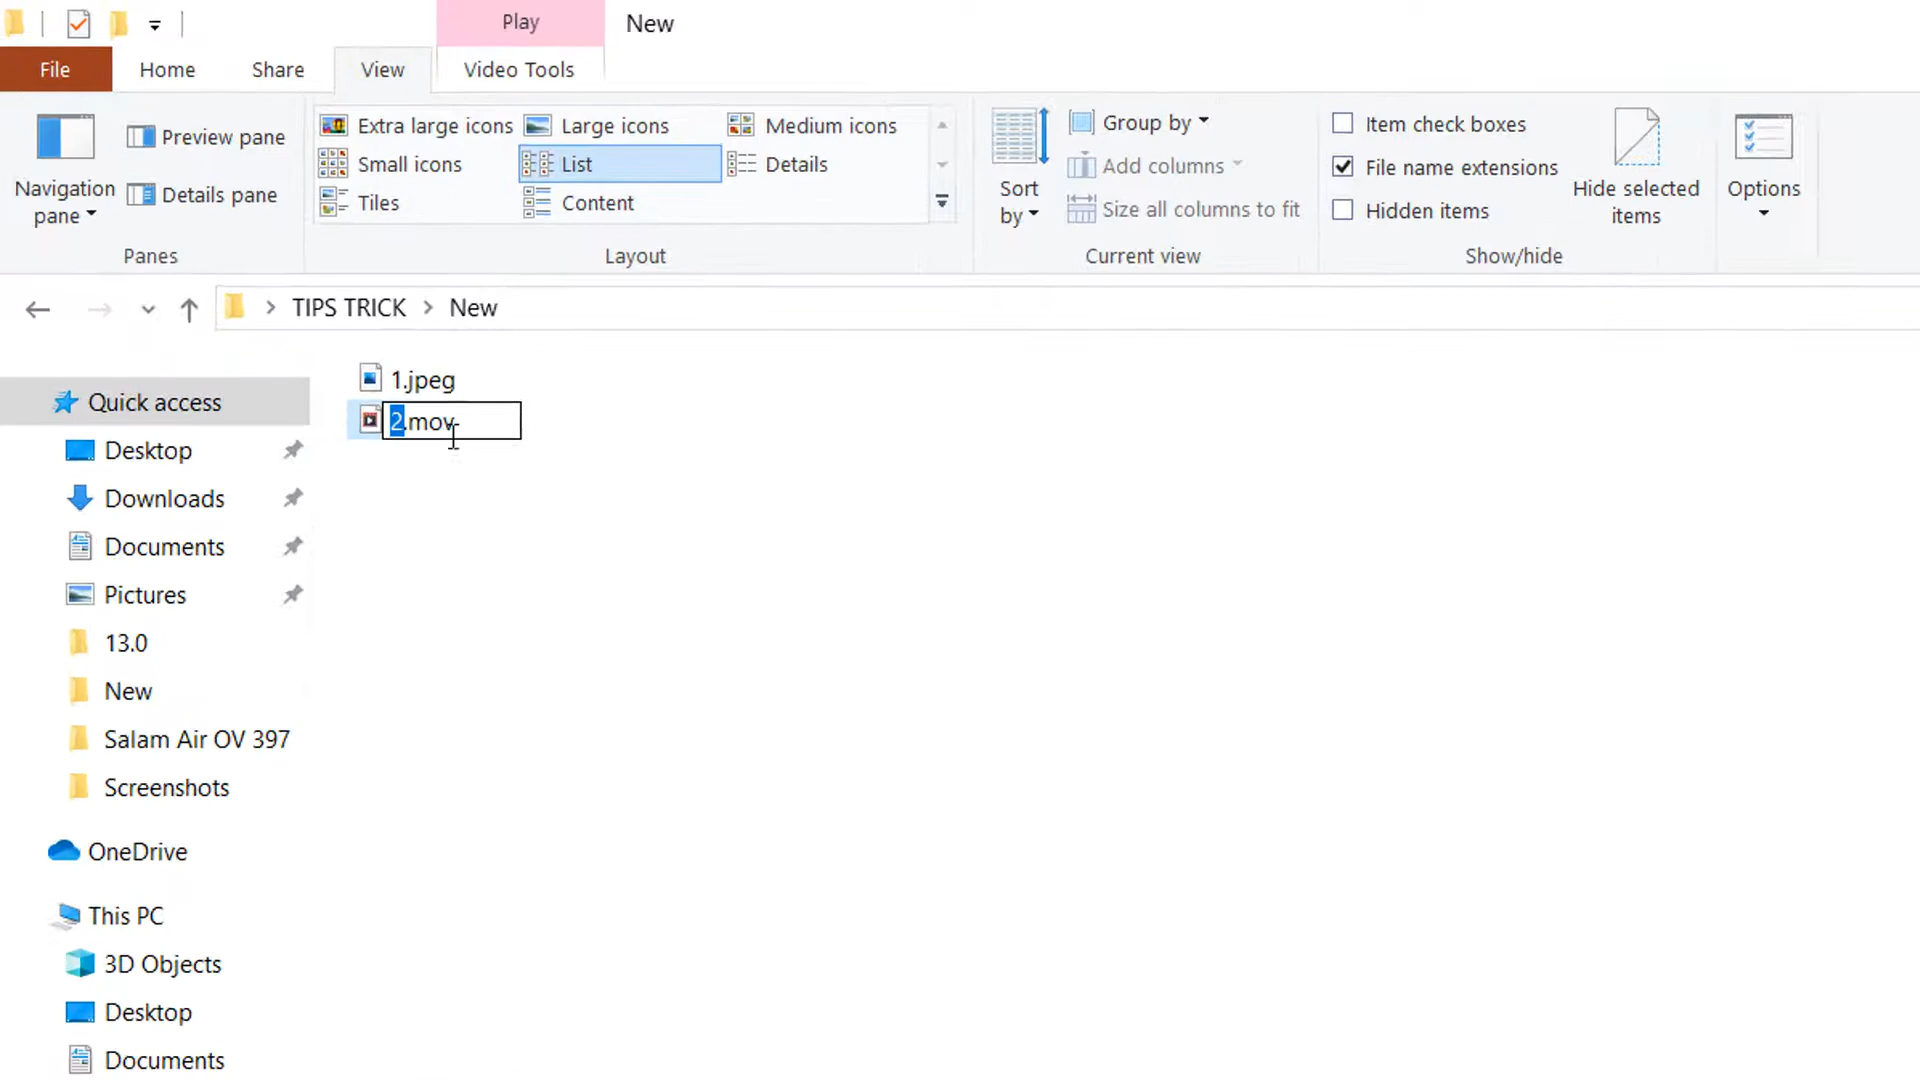 Play New
File Home Share View Video Tools
Navigation pane
Preview pane
Details pane
Panes
Extra large icons Large icons Medium icons
Small icons List Details
Tiles Content
Layout
Sort by
Group by
Add columns
Size all columns to fit
Current view
Item check boxes
File name extensions
Hidden items
Hide selected items
Show/hide
Options
TIPS TRICK New
1.jpeg
2.mov
Quick access
Desktop
Downloads
Documents
Pictures
13.0
New
Salam Air OV 397
Screenshots
OneDrive
This PC
3D Objects
Desktop
Documents